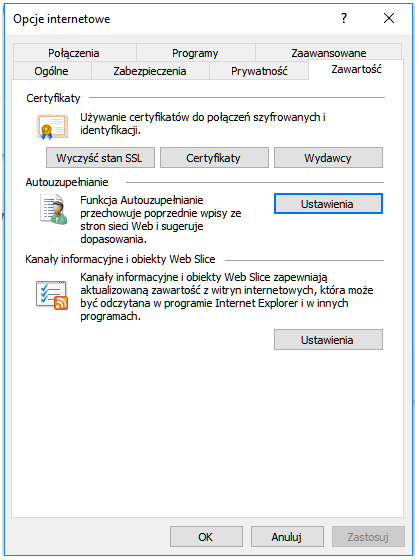 Opcje internetowe
?
Połączenia Programy Zaawansowane
Ogólne Zabezpieczenia Prywatność Zawartość
Certyfikaty
Używanie certyfikatów do połączeń szyfrowanych i
identyfikacji.
Wyczyść stan SSL Certyfikaty Wydawcy
Autouzupełnianie
Funkcja Autouzupełnianie
przechowuje poprzednie wpisy ze
stron sieci Web i sugeruje
dopasowania.
Ustawienia
Kanały informacyjne i obiekty Web Slice
Kanały informacyjne i obiekty Web Slice zapewniają
aktualizowaną zawartość z witryn internetowych, która może
być odczytana w programie Internet Explorer i w innych
programach.
Ustawienia
OK Anuluj Zastosuj